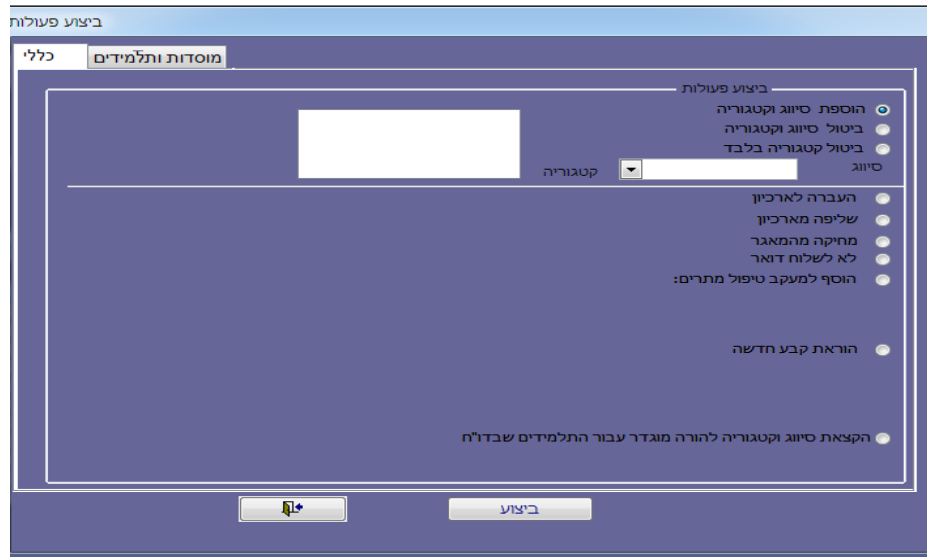 ביצוע פעולות
כללי
מוסדות ותלמידים
ביצוע פעולות
הוספת סיווג וקטגוריה
ביטול סיווג וקטגוריה
ביטול קטגוריה בלבד
סיווג
קטגוריה
העברה לארכיון
שליפה מארכיון
מחיקה מהמאגר
לא לשלוח דואר
הוסף למעקב טיפול מתרים:
הוראת קבע חדשה
הקצאת סיווג וקטגוריה להורה מוגדר עבור התלמידים שבדו"ח
ביצוע